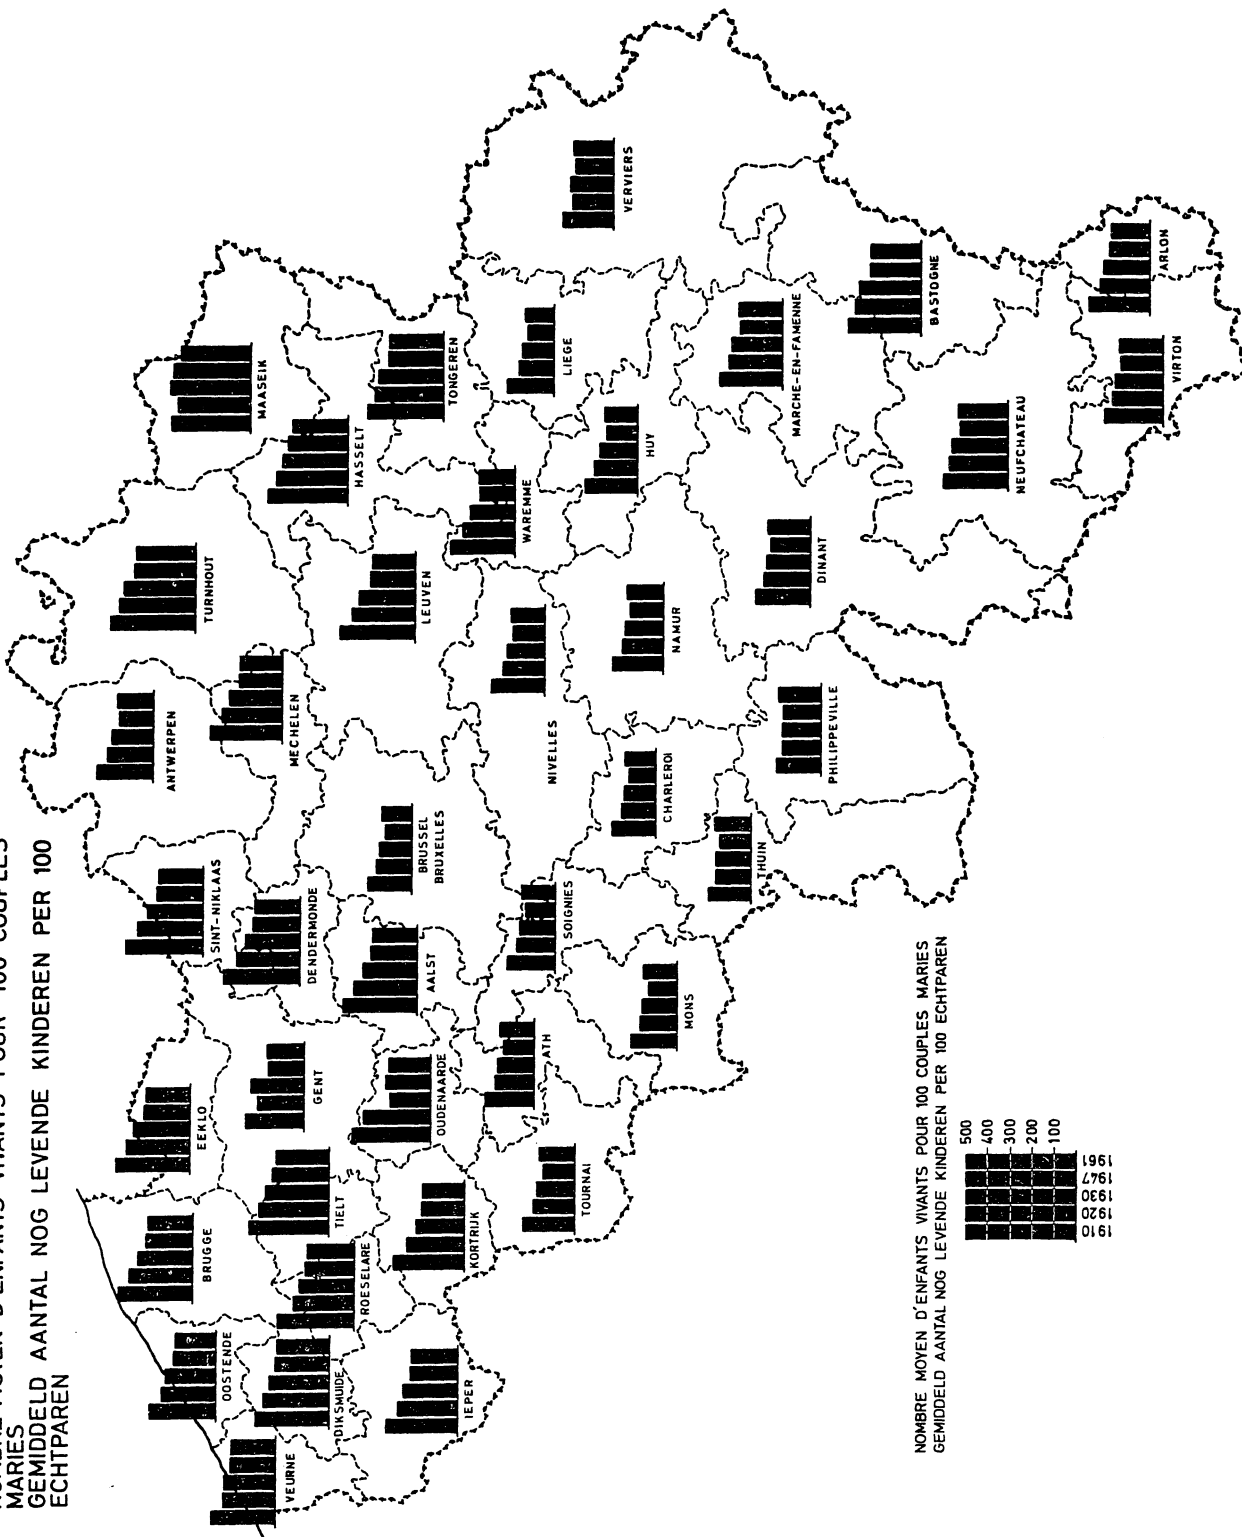 MARIES
GEMIDDELD AANTAL NOG LEVENDE KINDEREN PER 100
ECHTPAREN
VEURNE
OOSTENDE
DIKSMUIDE
IEPER
BRUGGE
ROESELARE
TIELT
KORTRIJK
EEKLO
GENT
OUDENAARDE
TOURNAI
ATH
SINT-NIKLAAS
DENDERMONDE
AALST
SOIGNIES
MONS
ANTWERPEN
MECHELEN
BRUSSEL
BRUXELLES
NIVELLES
CHARLEROI
THUIN
PHILIPPEVILLE
TURNHOUT
LEUVEN
NAMUR
DINANT
HASSELT
WAREMME
HUY
MAASEIK
TONGEREN
LIEGE
MARCHE-EN-FAMENNE
NEUFCHATEAU
VIRTON
VERVIERS
BASTOGNE
ARLON
NOMBRE MOYEN D'ENFANTS VIVANTS POUR 100 COUPLES MARIES
GEMIDDELD AANTAL NOG LEVENDE KINDEREN PER 100 ECHTPAREN
500
400
300
200
100
1910
1920
1930
1947
1961